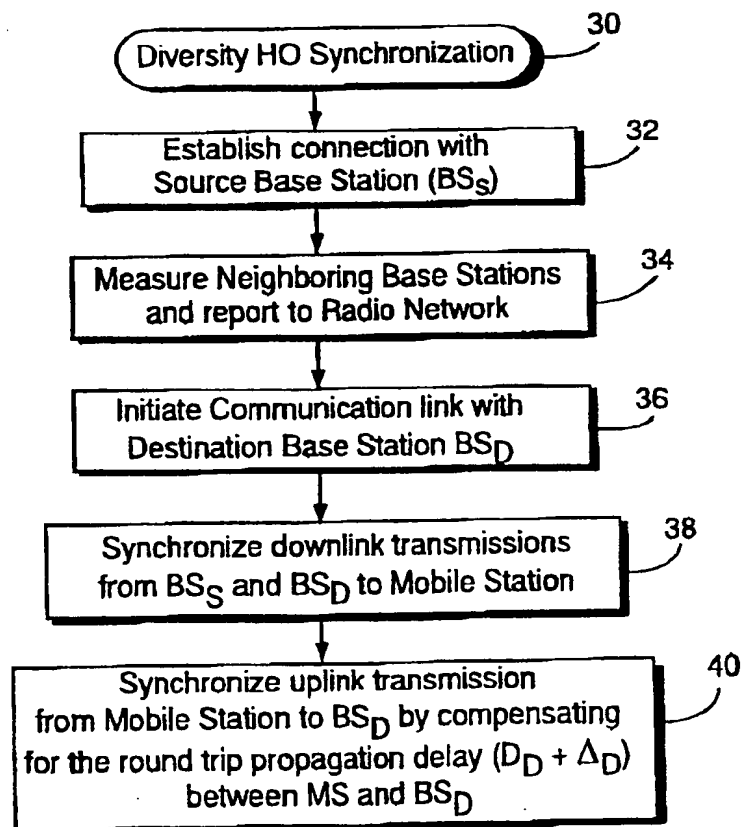 Diversity HO Synchronization
30
Establish connection with
Source Base Station (BSS)
32
Measure Neighboring Base Stations
and report to Radio Network
34
Initiate Communication link with
Destination Base Station BSD
36
Synchronize downlink transmissions
from BSS and BSD to Mobile Station
38
Synchronize uplink transmission
from Mobile Station to BSD by compensating
for the round trip propagation delay (DD + ΔD)
between MS and BSD
40